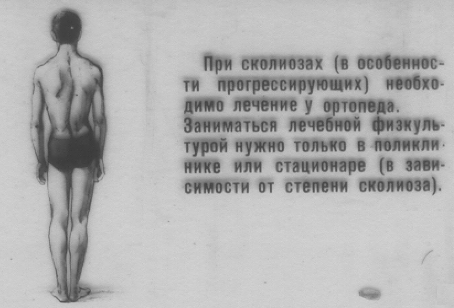 При сколиозах (в особеннос-
ти прогрессирующих) необхо-
димо лечение у ортопеда.
Заниматься лечебной физкуль-
турой нужно только в поликли-
нике или стационаре (в зави-
симости от степени сколиоза).